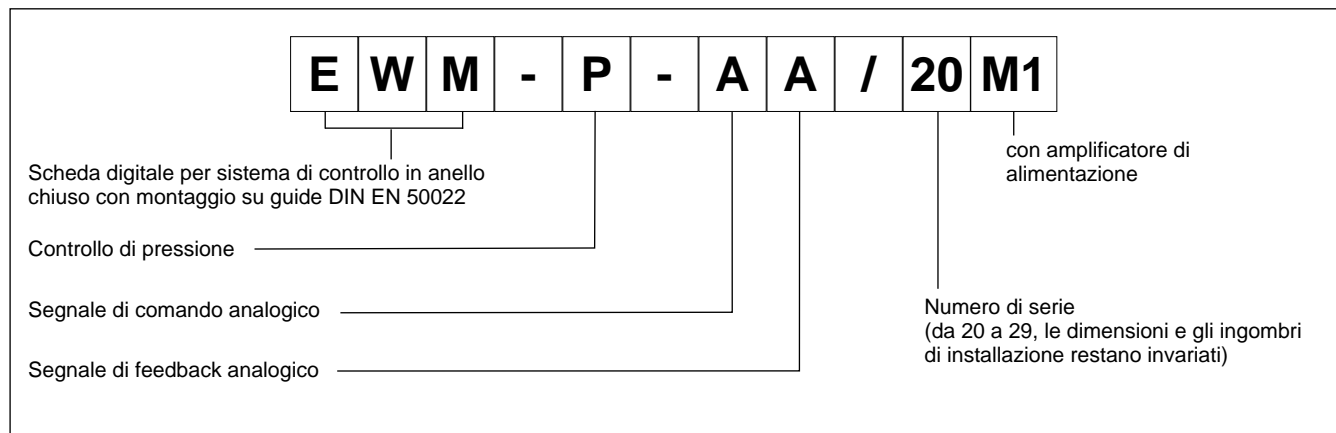 E W M - P - A A / 20 M1
Scheda digitale per sistema di controllo in anello
chiuso con montaggio su guide DIN EN 50022
con amplificatore di
alimentazione
Controllo di pressione
Segnale di comando analogico
Segnale di feedback analogico
Numero di serie
(da 20 a 29, le dimensioni e gli ingombri
di installazione restano invariati)